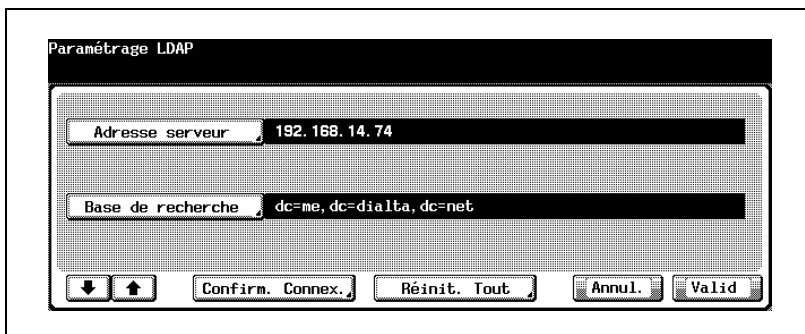 Paramétrage LDAP
Adresse serveur 192.168.14.74
Base de recherche dc=me,dc=dialta,dc=net
Confirm. Connex. Réinit. Tout Annul. Valid